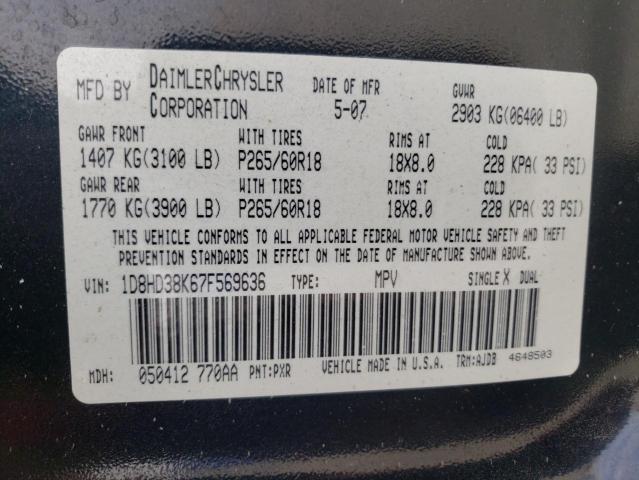 MFD BY DAIMLERCHRYSLER CORPORATION DATE OF MFR 5-07 GVWR 2903 KG(06400 LB)
GAWR FRONT WITH TIRES RIMS AT COLD
1407 KG(3100 LB) P265/60R18 18X8.0 228 KPA( 33 PSI)
GAWR REAR WITH TIRES RIMS AT COLD
1770 KG(3900 LB) P265/60R18 18X8.0 228 KPA( 33 PSI)
THIS VEHICLE CONFORMS TO ALL APPLICABLE FEDERAL MOTOR VEHICLE SAFETY AND THEFT
PREVENTION STANDARDS IN EFFECT ON THE DATE OF MANUFACTURE SHOWN ABOVE.
VIN: 1D8HD38K67F569636 TYPE: MPV SINGLE X DUAL
MDH: 050412 770AA PNT:PXR VEHICLE MADE IN U.S.A. TRM:AJDB 4648503